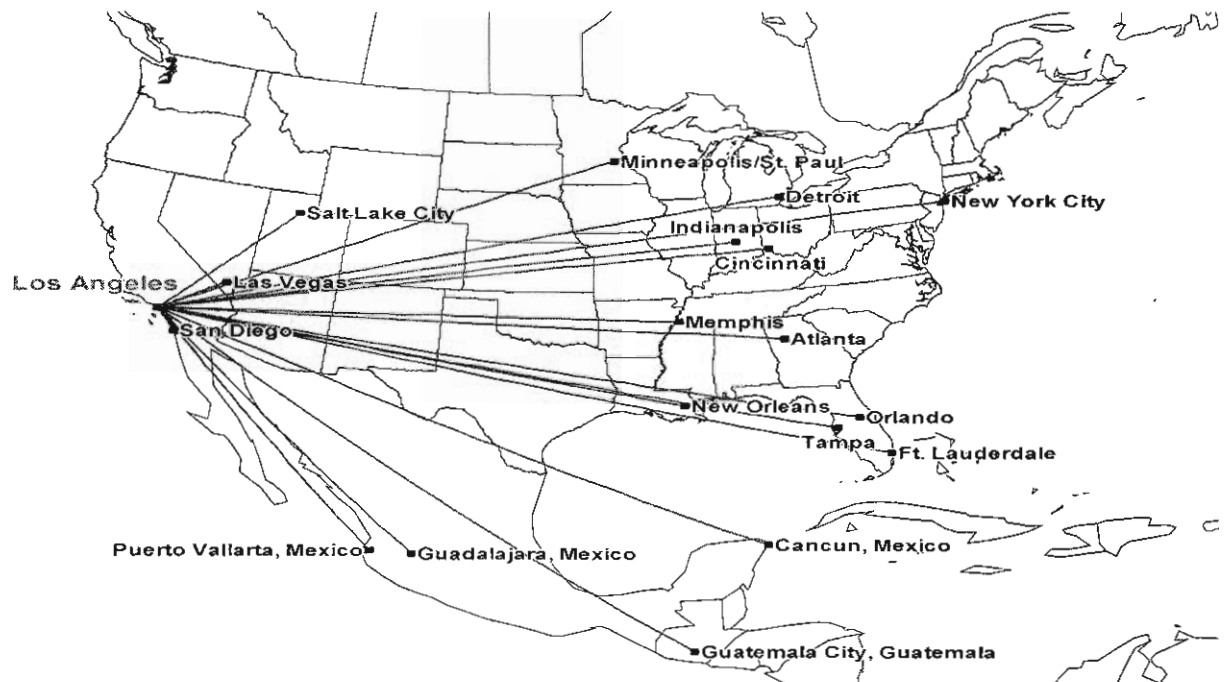 Minneapolis/St. Paul
Detroit
New York City
Salt Lake City
Indianapolis
Cincinnati
Los Angeles
Las Vegas
San Diego
Memphis
Atlanta
New Orleans
Orlando
Tampa
Ft. Lauderdale
Puerto Vallarta, Mexico
Guadalajara, Mexico
Cancun, Mexico
Guatemala City, Guatemala